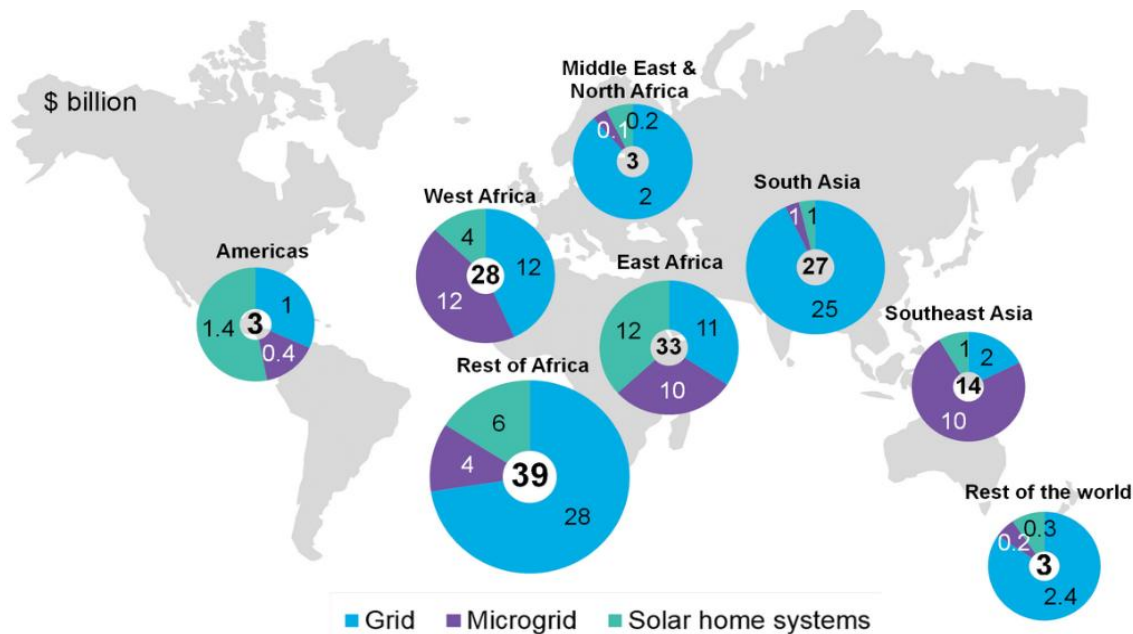 $ billion
Middle East &
North Africa
0.1
0.2
3
2
West Africa
4
12
28
12
South Asia
1
1
27
25
Americas
1
1.4
3
0.4
East Africa
12
11
33
10
Southeast Asia
1
2
14
10
Rest of Africa
6
4
39
28
Rest of the world
0.3
0.2
3
2.4
Grid
Microgrid
Solar home systems